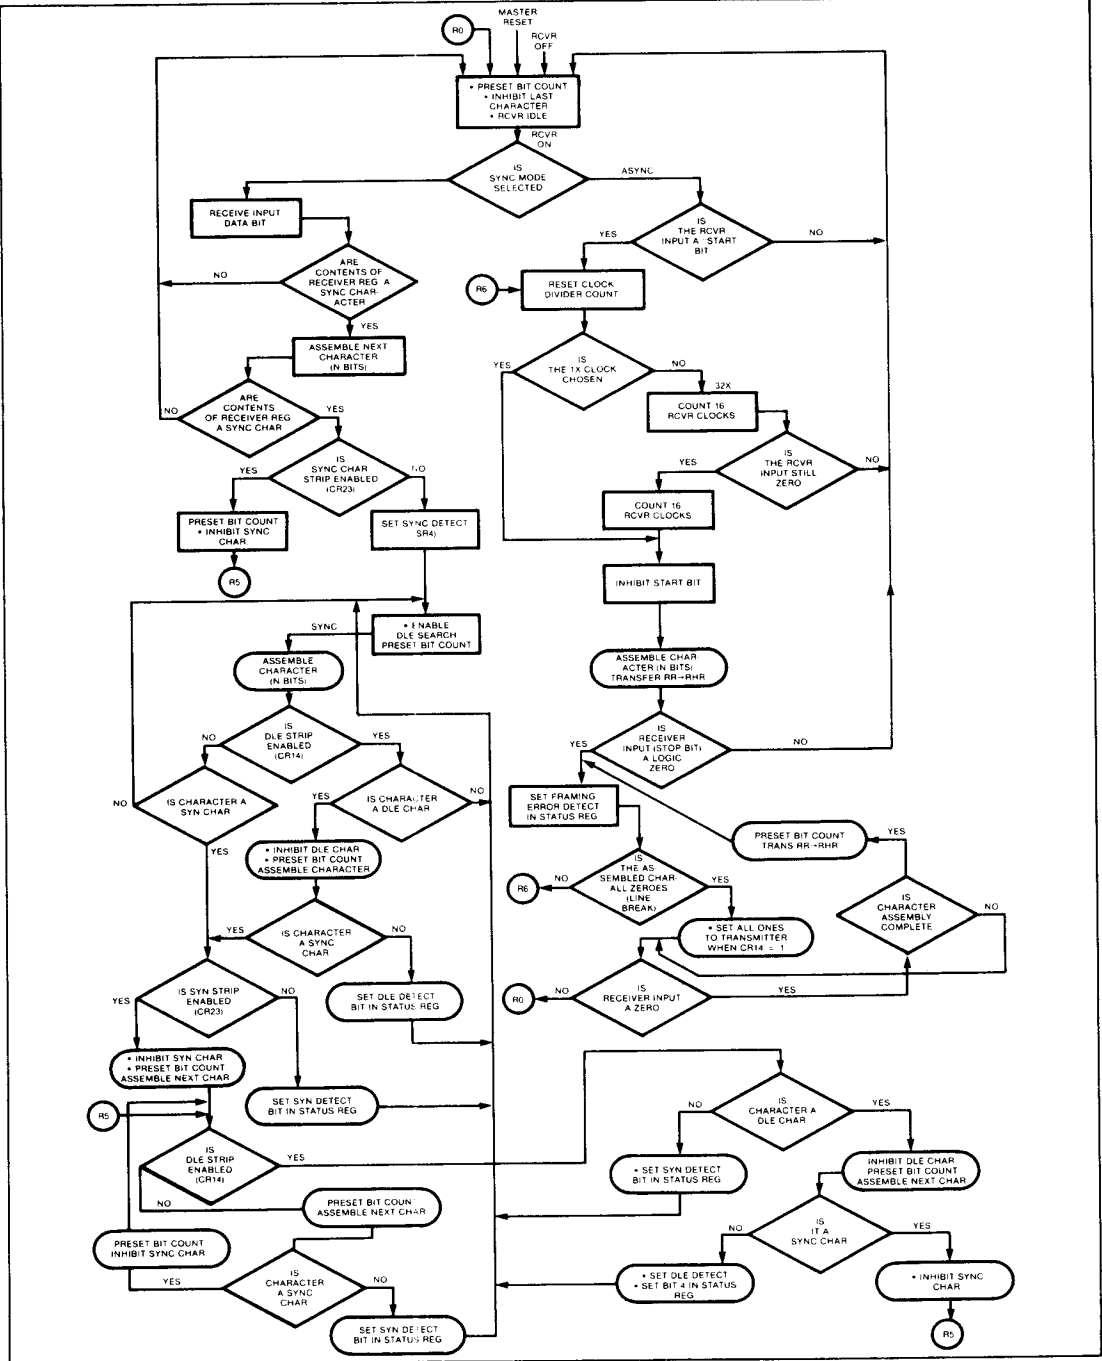 R0
MASTER
RESET
RCVR
OFF
• PRESET BIT COUNT
• INHIBIT LAST
CHARACTER
• RCVR IDLE
RCVR
ON
IS
SYNC MODE
SELECTED
ASYNC
RECEIVE INPUT
DATA BIT
IS
THE RCVR
INPUT A START
BIT
YES
NO
ARE
CONTENTS OF
RECEIVER REG A
SYNC CHAR-
ACTER
NO
YES
R6
RESET CLOCK
DIVIDER COUNT
ASSEMBLE NEXT
CHARACTER
(N BITS)
IS
THE 1X CLOCK
CHOSEN
YES
NO
32X
COUNT 16
RCVR CLOCKS
ARE
CONTENTS
OF RECEIVER REG
A SYNC CHAR
NO
YES
IS
SYNC CHAR
STRIP ENABLED
(CR23)
YES
NO
IS
THE RCVR
INPUT STILL
ZERO
YES
NO
PRESET BIT COUNT
• INHIBIT SYNC
CHAR.
SET SYNC DETECT
SR4)
COUNT 16
RCVR CLOCKS
R5
INHIBIT START BIT
• ENABLE
DLE SEARCH
PRESET BIT COUNT
SYNC
ASSEMBLE
CHARACTER
(N BITS)
ASSEMBLE CHAR
ACTER (N BITS)
TRANSFER RR→RHR
IS
DLE STRIP
ENABLED
(CR14)
NO
YES
IS
RECEIVER
INPUT (STOP BIT)
A LOGIC
ZERO
YES
NO
IS CHARACTER A
SYN CHAR
NO
YES
IS CHARACTER
A DLE CHAR
NO
YES
SET FRAMING
ERROR DETECT
IN STATUS REG
PRESET BIT COUNT
TRANS RR→RHR
YES
• INHIBIT DLE CHAR
• PRESET BIT COUNT
ASSEMBLE CHARACTER
IS
THE AS
SEMBLED CHAR-
ALL ZEROES
(LINE
BREAK)
NO
YES
R6
IS
CHARACTER
ASSEMBLY
COMPLETE
NO
IS CHARACTER
A SYNC
CHAR
YES
NO
• SET ALL ONES
TO TRANSMITTER
WHEN CR14 = 1
IS SYN STRIP
ENABLED
(CR23)
YES
NO
SET DLE DETECT
BIT IN STATUS REG
R0
NO
IS
RECEIVER INPUT
A ZERO
YES
• INHIBIT SYN CHAR
• PRESET BIT COUNT
ASSEMBLE NEXT CHAR
SET SYN DETECT
BIT IN STATUS REG
R5
IS
CHARACTER A
DLE CHAR
NO
YES
IS
DLE STRIP
ENABLED
(CR14)
YES
NO
• SET SYN DETECT
BIT IN STATUS REG
INHIBIT DLE CHAR
PRESET BIT COUNT
ASSEMBLE NEXT CHAR
PRESET BIT COUNT
ASSEMBLE NEXT CHAR
IS
IT A
SYNC CHAR
NO
YES
PRESET BIT COUNT
INHIBIT SYNC CHAR
IS
CHARACTER
A SYNC
CHAR
YES
NO
• SET DLE DETECT
• SET BIT 4 IN STATUS
REG
• INHIBIT SYNC
CHAR
SET SYN DETECT
BIT IN STATUS REG
R5